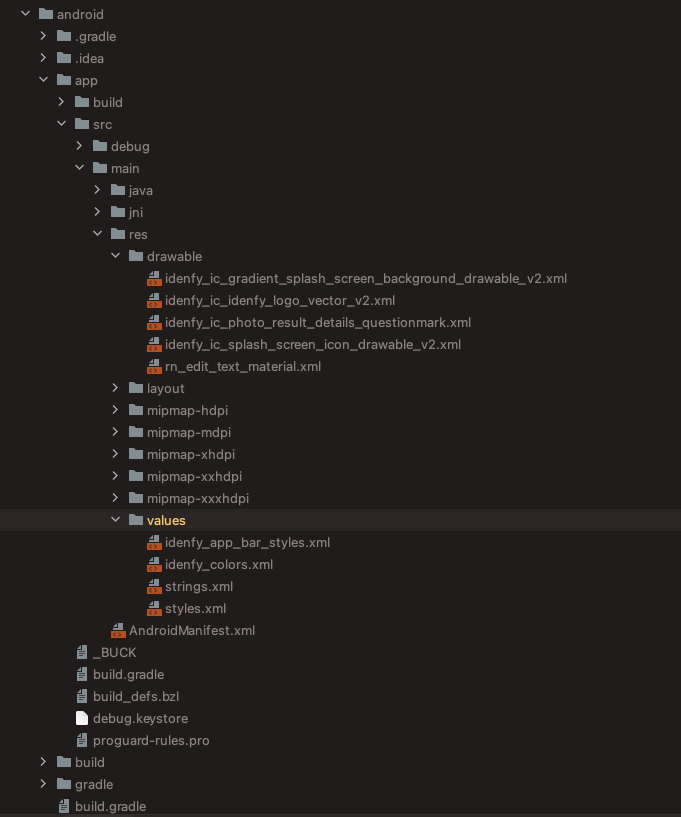 android
.gradle
.idea
app
build
src
debug
main
java
jni
res
drawable
idenfy_ic_gradient_splash_screen_background_drawable_v2.xml
idenfy_ic_idenfy_logo_vector_v2.xml
idenfy_ic_photo_result_details_questionmark.xml
idenfy_ic_splash_screen_icon_drawable_v2.xml
rn_edit_text_material.xml
layout
mipmap-hdpi
mipmap-mdpi
mipmap-xhdpi
mipmap-xxhdpi
mipmap-xxxhdpi
values
idenfy_app_bar_styles.xml
idenfy_colors.xml
strings.xml
styles.xml
AndroidManifest.xml
_BUCK
build.gradle
build_defs.bzl
debug.keystore
proguard-rules.pro
build
gradle
build.gradle